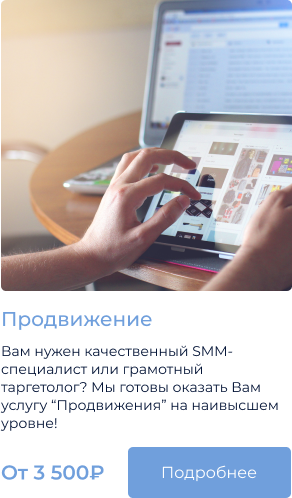 Продвижение
Вам нужен качественный SMM-
специалист или грамотный
таргетолог? Мы готовы оказать Вам
услугу “Продвижения” на наивысшем
уровне!
От 3 500₽
Подробнее